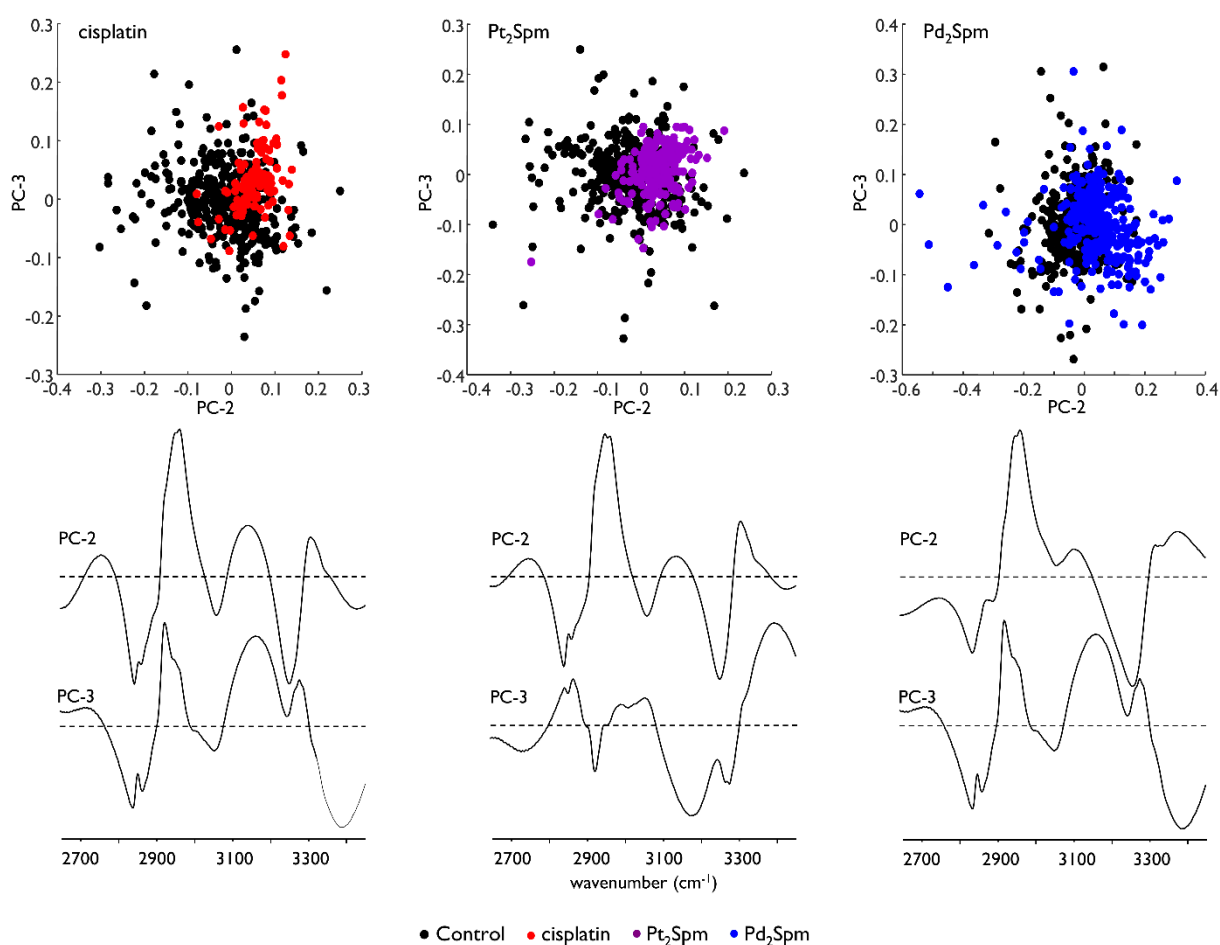 cisplatin
PC-3
0.3
0.2
0.1
0
-0.1
-0.2
-0.3
-0.4 -0.3 -0.2 -0.1 0 0.1 0.2 0.3
PC-2
Pt₂Spm
PC-3
0.3
0.2
0.1
0
-0.1
-0.2
-0.3
-0.4
-0.4 -0.3 -0.2 -0.1 0 0.1 0.2 0.3
PC-2
Pd₂Spm
PC-3
0.4
0.3
0.2
0.1
0
-0.1
-0.2
-0.3
-0.6 -0.4 -0.2 0 0.2 0.4
PC-2
PC-2
PC-3
2700 2900 3100 3300
PC-2
PC-3
2700 2900 3100 3300
wavenumber (cm⁻¹)
PC-2
PC-3
2700 2900 3100 3300
Control cisplatin Pt₂Spm Pd₂Spm